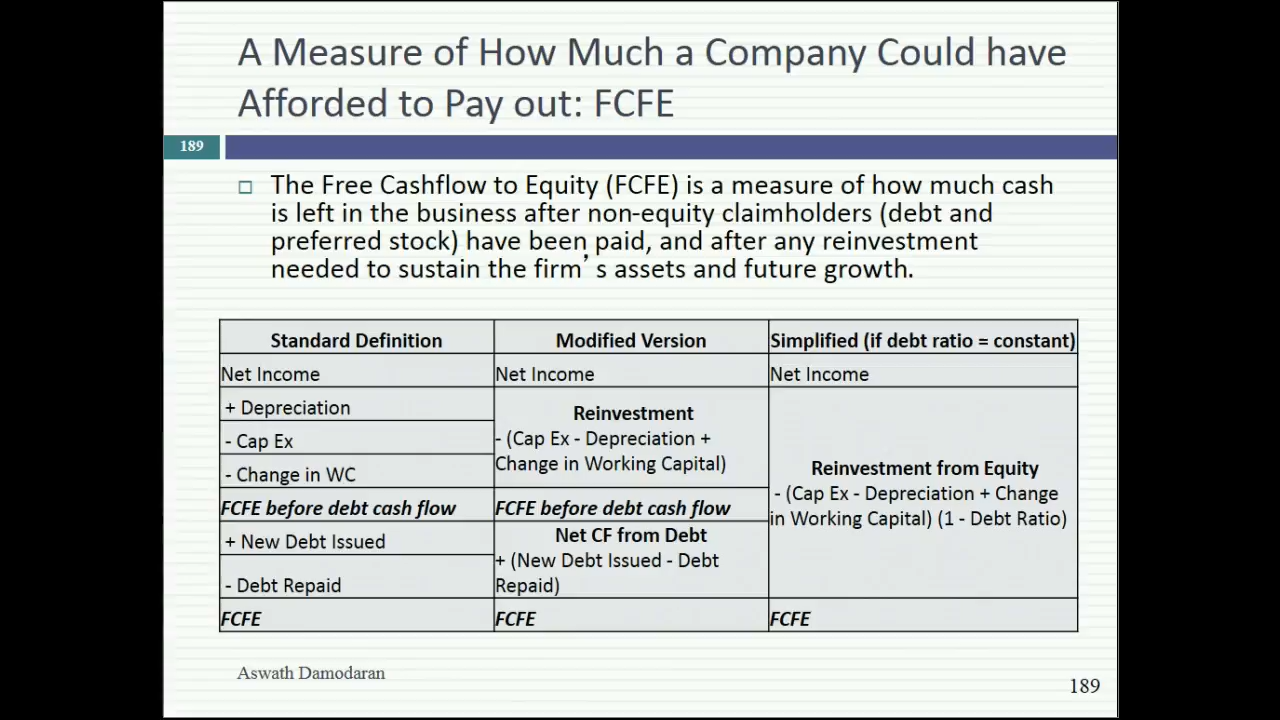 A Measure of How Much a Company Could have
Afforded to Pay out: FCFE
189
The Free Cashflow to Equity (FCFE) is a measure of how much cash
is left in the business after non-equity claimholders (debt and
preferred stock) have been paid, and after any reinvestment
needed to sustain the firm’ s assets and future growth.
Standard Definition
Modified Version
Simplified (if debt ratio = constant)
Net Income
Net Income
Net Income
+ Depreciation
- Cap Ex
- Change in WC
Reinvestment
- (Cap Ex - Depreciation +
Change in Working Capital)
Reinvestment from Equity
- (Cap Ex - Depreciation + Change
in Working Capital) (1 - Debt Ratio)
FCFE before debt cash flow
FCFE before debt cash flow
+ New Debt Issued
- Debt Repaid
Net CF from Debt
+ (New Debt Issued - Debt
Repaid)
FCFE
FCFE
FCFE
Aswath Damodaran
189